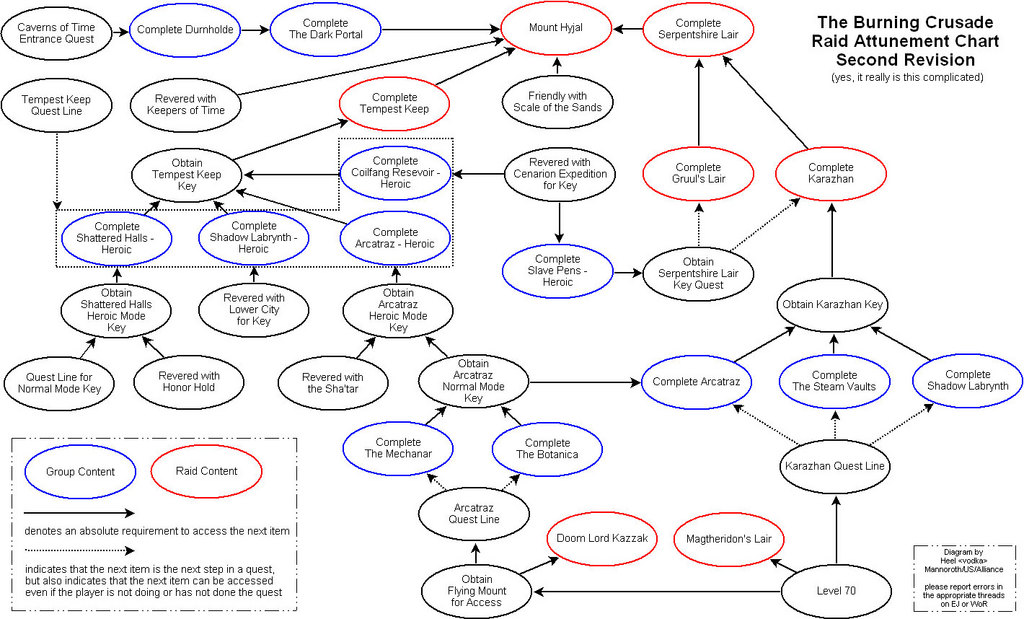 The Burning Crusade
Raid Attunement Chart
Second Revision
(yes, it really is this complicated)
Caverns of Time
Entrance Quest
Complete Durnholde
Complete
The Dark Portal
Mount Hyjal
Complete
Serpentshire Lair
Tempest Keep
Quest Line
Revered with
Keepers of Time
Complete
Tempest Keep
Friendly with
Scale of the Sands
Obtain
Tempest Keep
Key
Complete
Coilfang Resevoir -
Heroic
Revered with
Cenarion Expedition
for Key
Complete
Gruul's Lair
Complete
Karazhan
Complete
Shattered Halls -
Heroic
Complete
Shadow Labrynth -
Heroic
Complete
Arcatraz - Heroic
Complete
Slave Pens -
Heroic
Obtain
Serpentshire Lair
Key Quest
Obtain
Shattered Halls
Heroic Mode
Key
Revered with
Lower City
for Key
Obtain
Arcatraz
Heroic Mode
Key
Obtain Karazhan Key
Quest Line for
Normal Mode Key
Revered with
Honor Hold
Revered with
the Sha'tar
Obtain
Arcatraz
Normal Mode
Key
Complete Arcatraz
Complete
The Steam Vaults
Complete
Shadow Labrynth
Complete
The Mechanar
Complete
The Botanica
Karazhan Quest Line
Group Content
Raid Content
denotes an absolute requirement to access the next item
indicates that the next item is the next step in a quest,
but also indicates that the next item can be accessed
even if the player is not doing or has not done the quest
Arcatraz
Quest Line
Doom Lord Kazzak
Magtheridon's Lair
Obtain
Flying Mount
for Access
Level 70
Diagram by
Heel <vodka>
Mannoroth/US/Alliance
please report errors in
the appropriate threads
on EJ or WoR